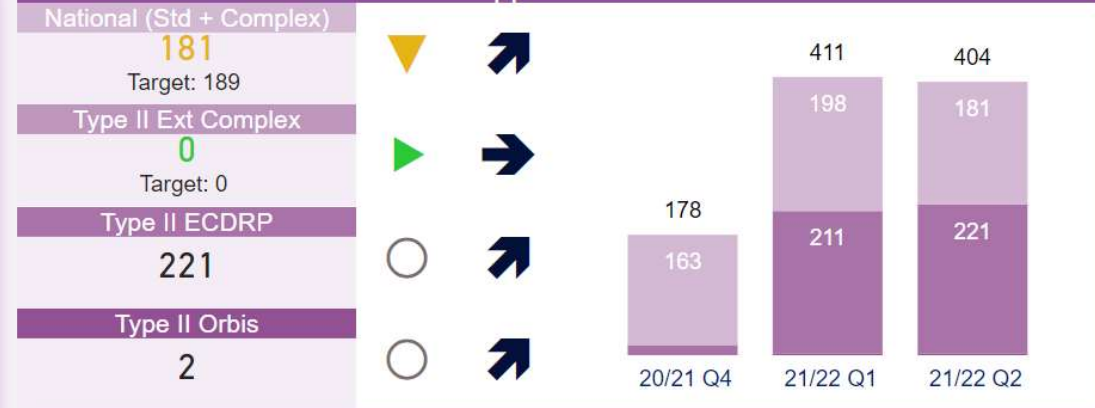 National (Std + Complex)
181
Target: 189
Type II Ext Complex
0
Target: 0
Type II ECDRP
221
Type II Orbis
2
411
404
198
181
178
163
211
221
20/21 Q4
21/22 Q1
21/22 Q2